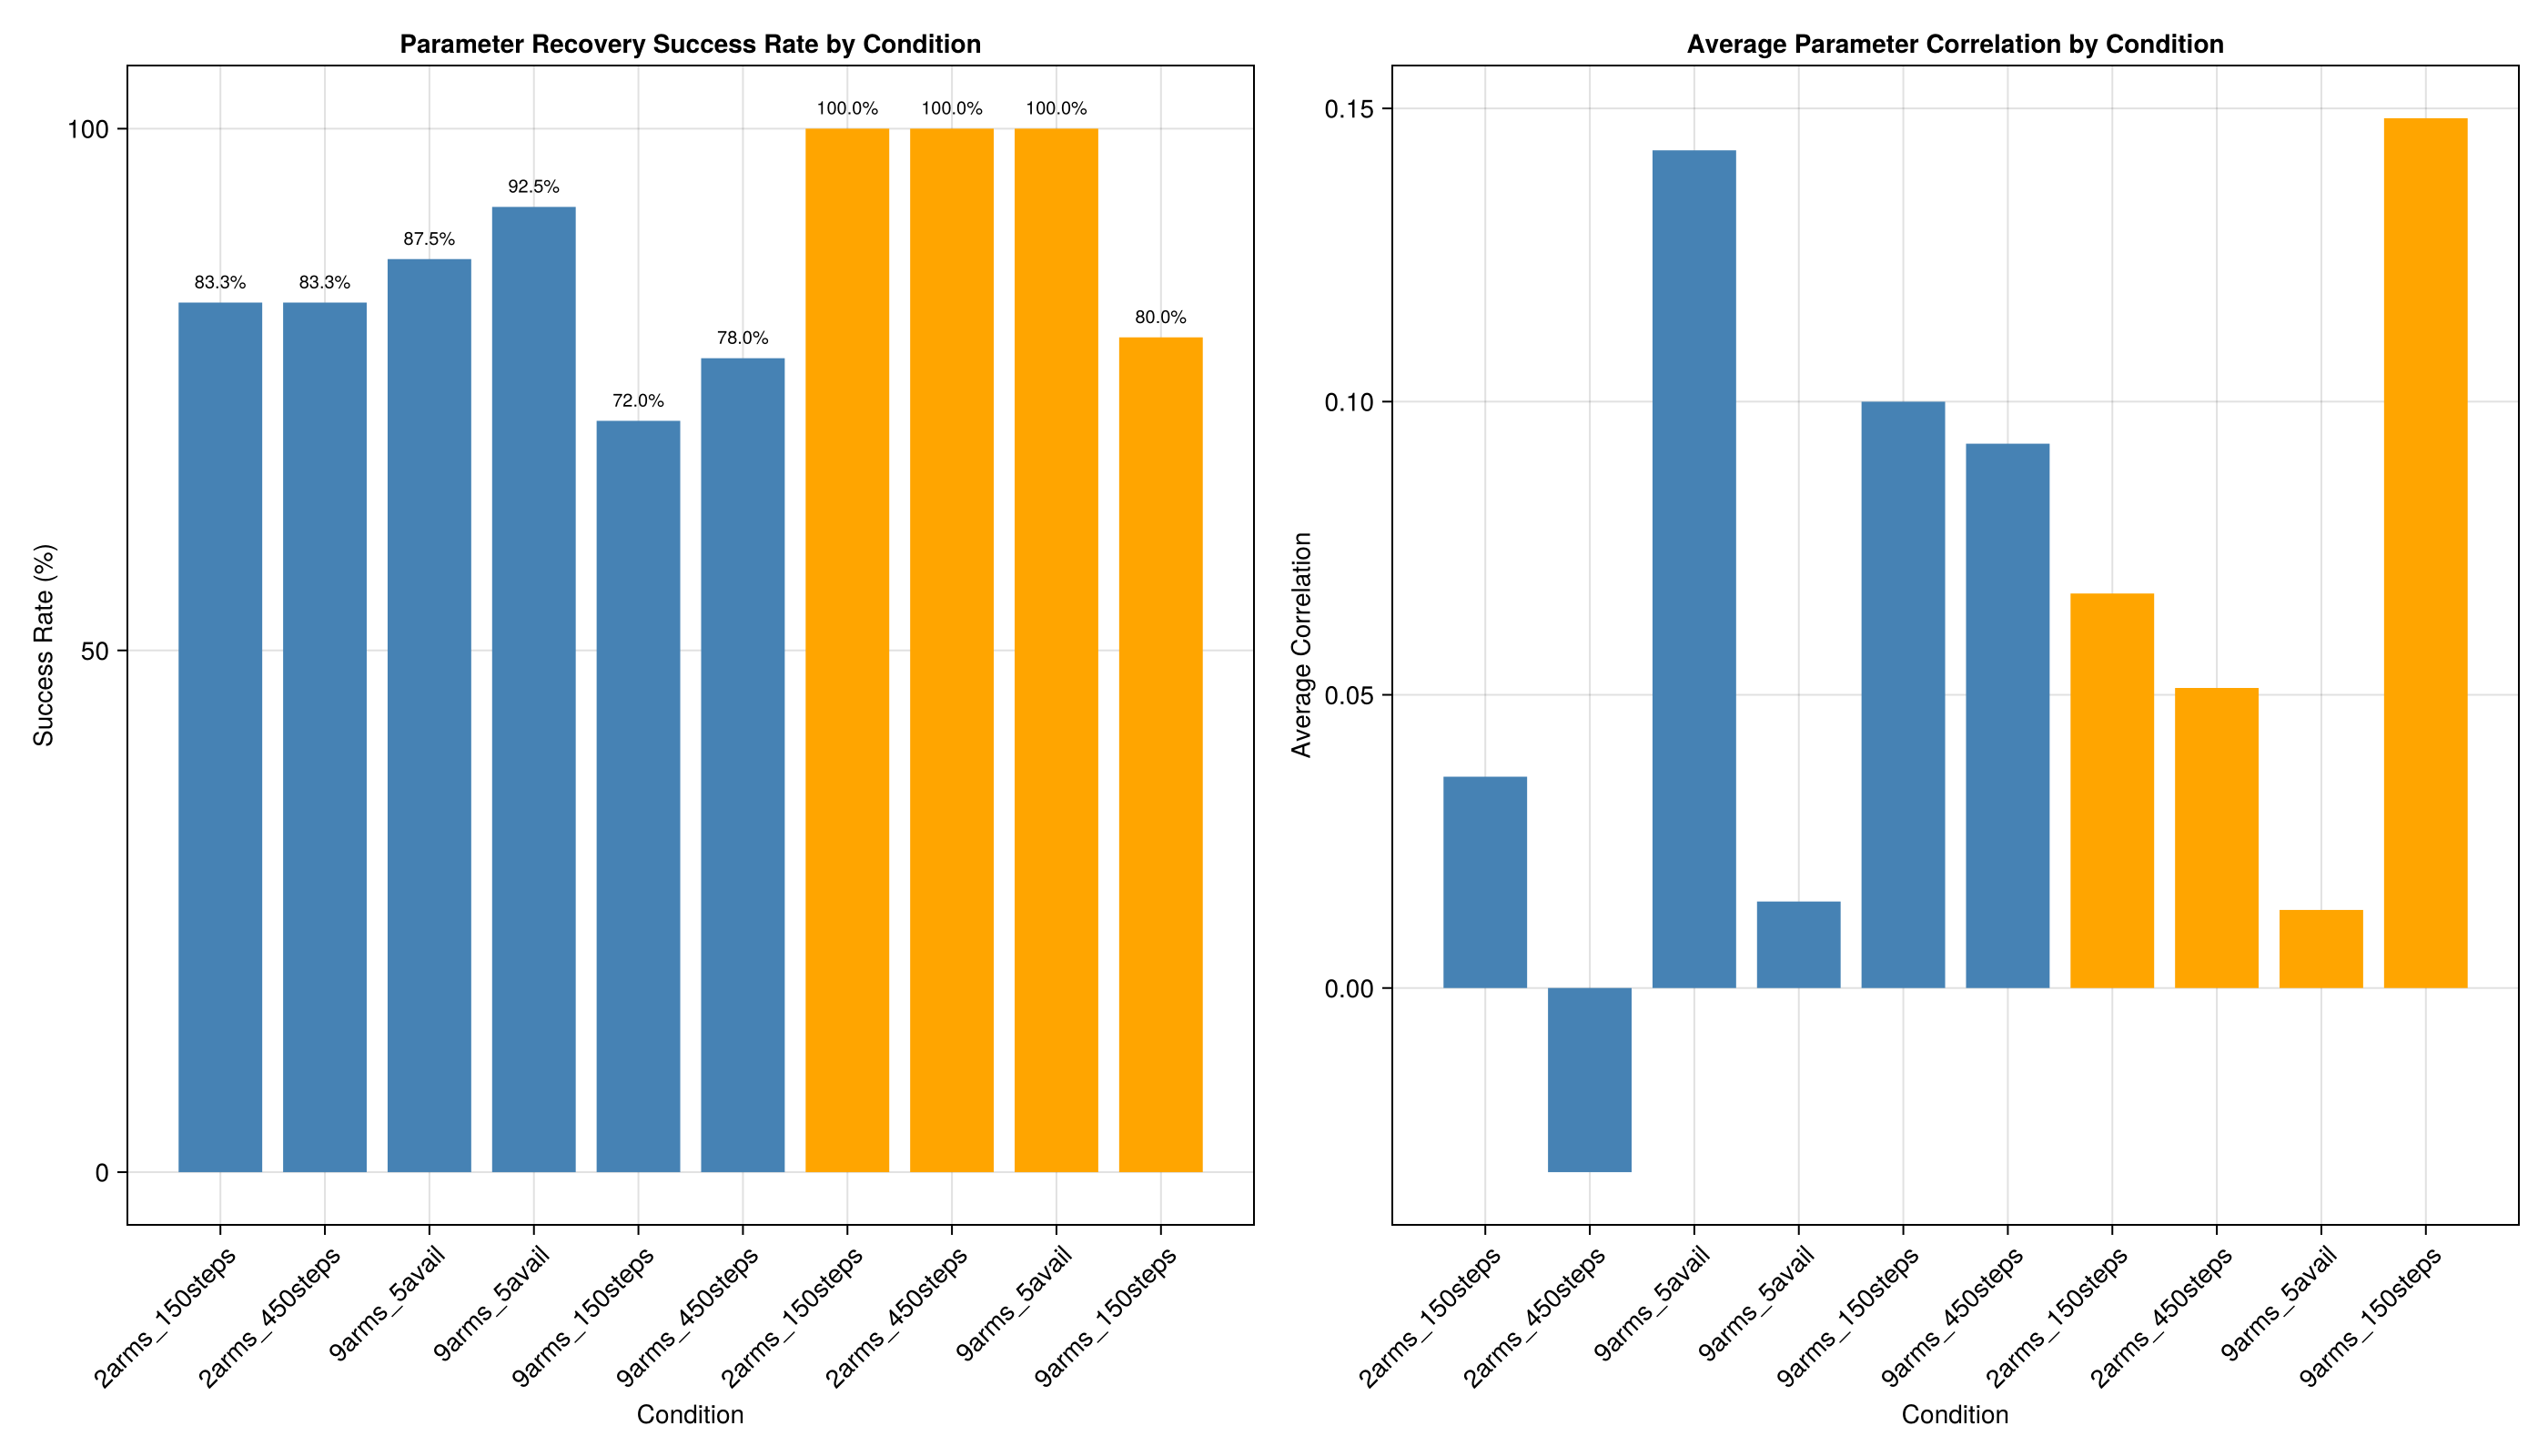 Parameter Recovery Success Rate by Condition
Success Rate (%)
100
50
0
83.3%
83.3%
87.5%
92.5%
72.0%
78.0%
100.0%
100.0%
100.0%
80.0%
2arms_150steps
2arms_450steps
9arms_5avail
9arms_5avail
9arms_150steps
9arms_450steps
2arms_150steps
2arms_450steps
9arms_5avail
9arms_150steps
Condition
Average Parameter Correlation by Condition
Average Correlation
0.15
0.10
0.05
0.00
2arms_150steps
2arms_450steps
9arms_5avail
9arms_5avail
9arms_150steps
9arms_450steps
2arms_150steps
2arms_450steps
9arms_5avail
9arms_150steps
Condition